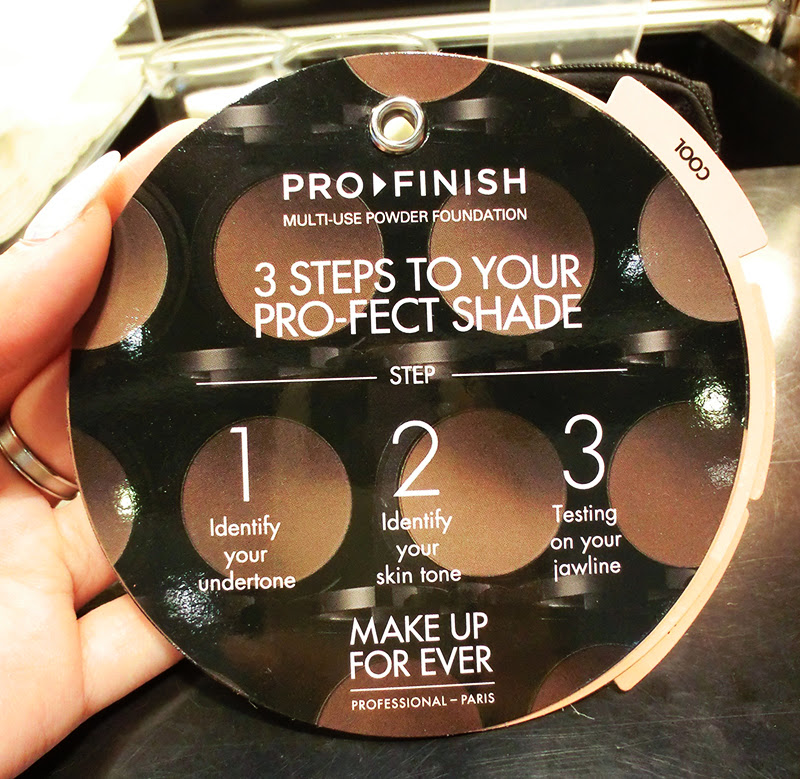 COOL
PRO▸FINISH
MULTI-USE POWDER FOUNDATION
3 STEPS TO YOUR
PRO-FECT SHADE
STEP
1
Identify
your
undertone
2
Identify
your
skin tone
3
Testing
on your
jawline
MAKE UP
FOR EVER
PROFESSIONAL – PARIS